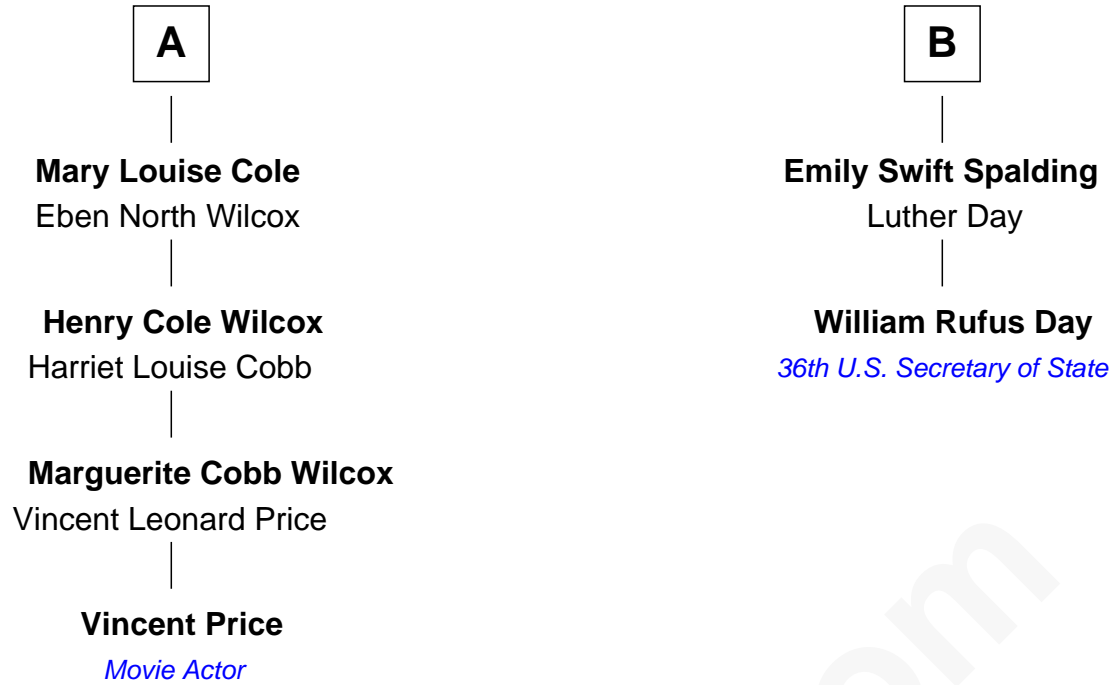 A
Mary Louise Cole
Eben North Wilcox
Henry Cole Wilcox
Harriet Louise Cobb
Marguerite Cobb Wilcox
Vincent Leonard Price
Vincent Price
Movie Actor
B
Emily Swift Spalding
Luther Day
William Rufus Day
36th U.S. Secretary of State
om